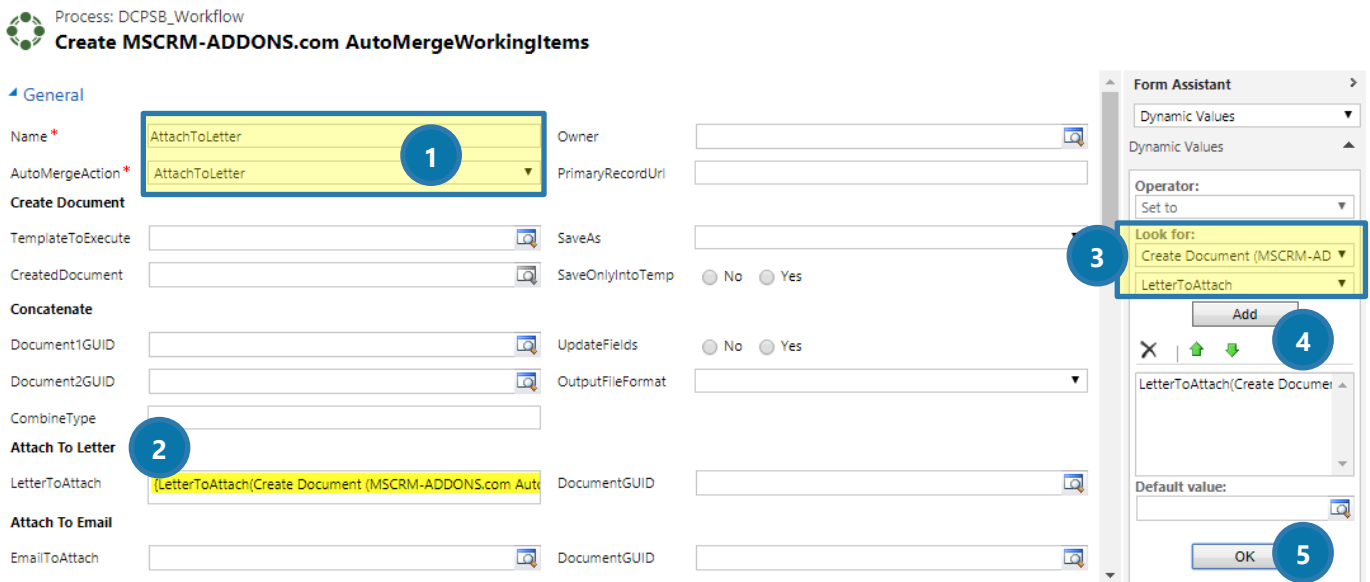 Process: DCPSB_Workflow
Create MSCRM-ADDONS.com AutoMergeWorkingItems
General
Name *
AttachToLetter
1
Owner
AutoMergeAction *
AttachToLetter
PrimaryRecordUrl
Create Document
TemplateToExecute
SaveAs
CreatedDocument
SaveOnlyIntoTemp
No
Yes
Concatenate
Document1GUID
UpdateFields
No
Yes
Document2GUID
OutputFileFormat
CombineType
Attach To Letter
2
LetterToAttach
{LetterToAttach(Create Document (MSCRM-ADDONS.com Auto
DocumentGUID
Attach To Email
EmailToAttach
DocumentGUID
Form Assistant
Dynamic Values
Dynamic Values
Operator:
Set to
3
Look for:
Create Document (MSCRM-AD
LetterToAttach
Add
4
LetterToAttach(Create Documen
Default value:
OK
5